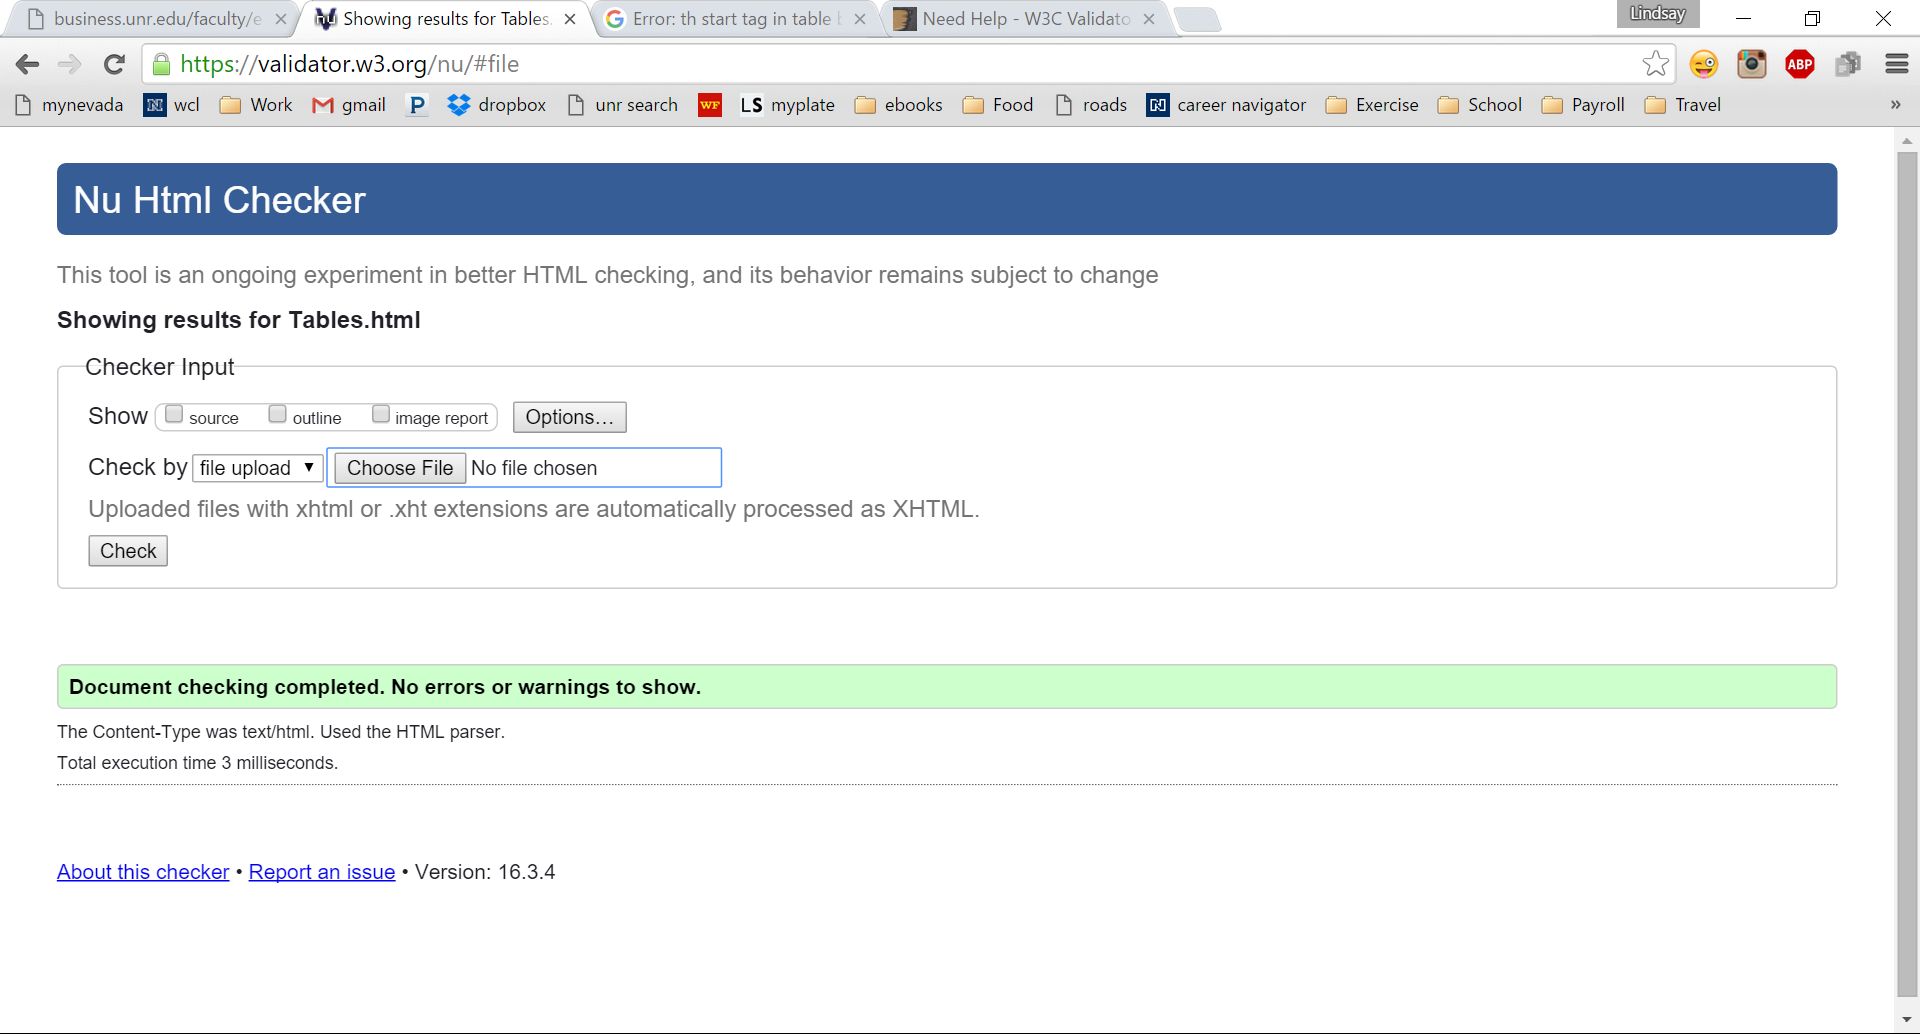 business.unr.edu/faculty/e
Showing results for Tables.
Error: th start tag in table b
Need Help - W3C Validato
Lindsay
https://validator.w3.org/nu/#file
ABP
mynevada
N wcl
Work
gmail
P
dropbox
unr search
WF
LS myplate
ebooks
Food
roads
N career navigator
Exercise
School
Payroll
Travel
»
Nu Html Checker
This tool is an ongoing experiment in better HTML checking, and its behavior remains subject to change
Showing results for Tables.html
Checker Input
Show source outline image report Options...
Check by file upload Choose File No file chosen
Uploaded files with xhtml or .xht extensions are automatically processed as XHTML.
Check
Document checking completed. No errors or warnings to show.
The Content-Type was text/html. Used the HTML parser.
Total execution time 3 milliseconds.
About this checker • Report an issue • Version: 16.3.4